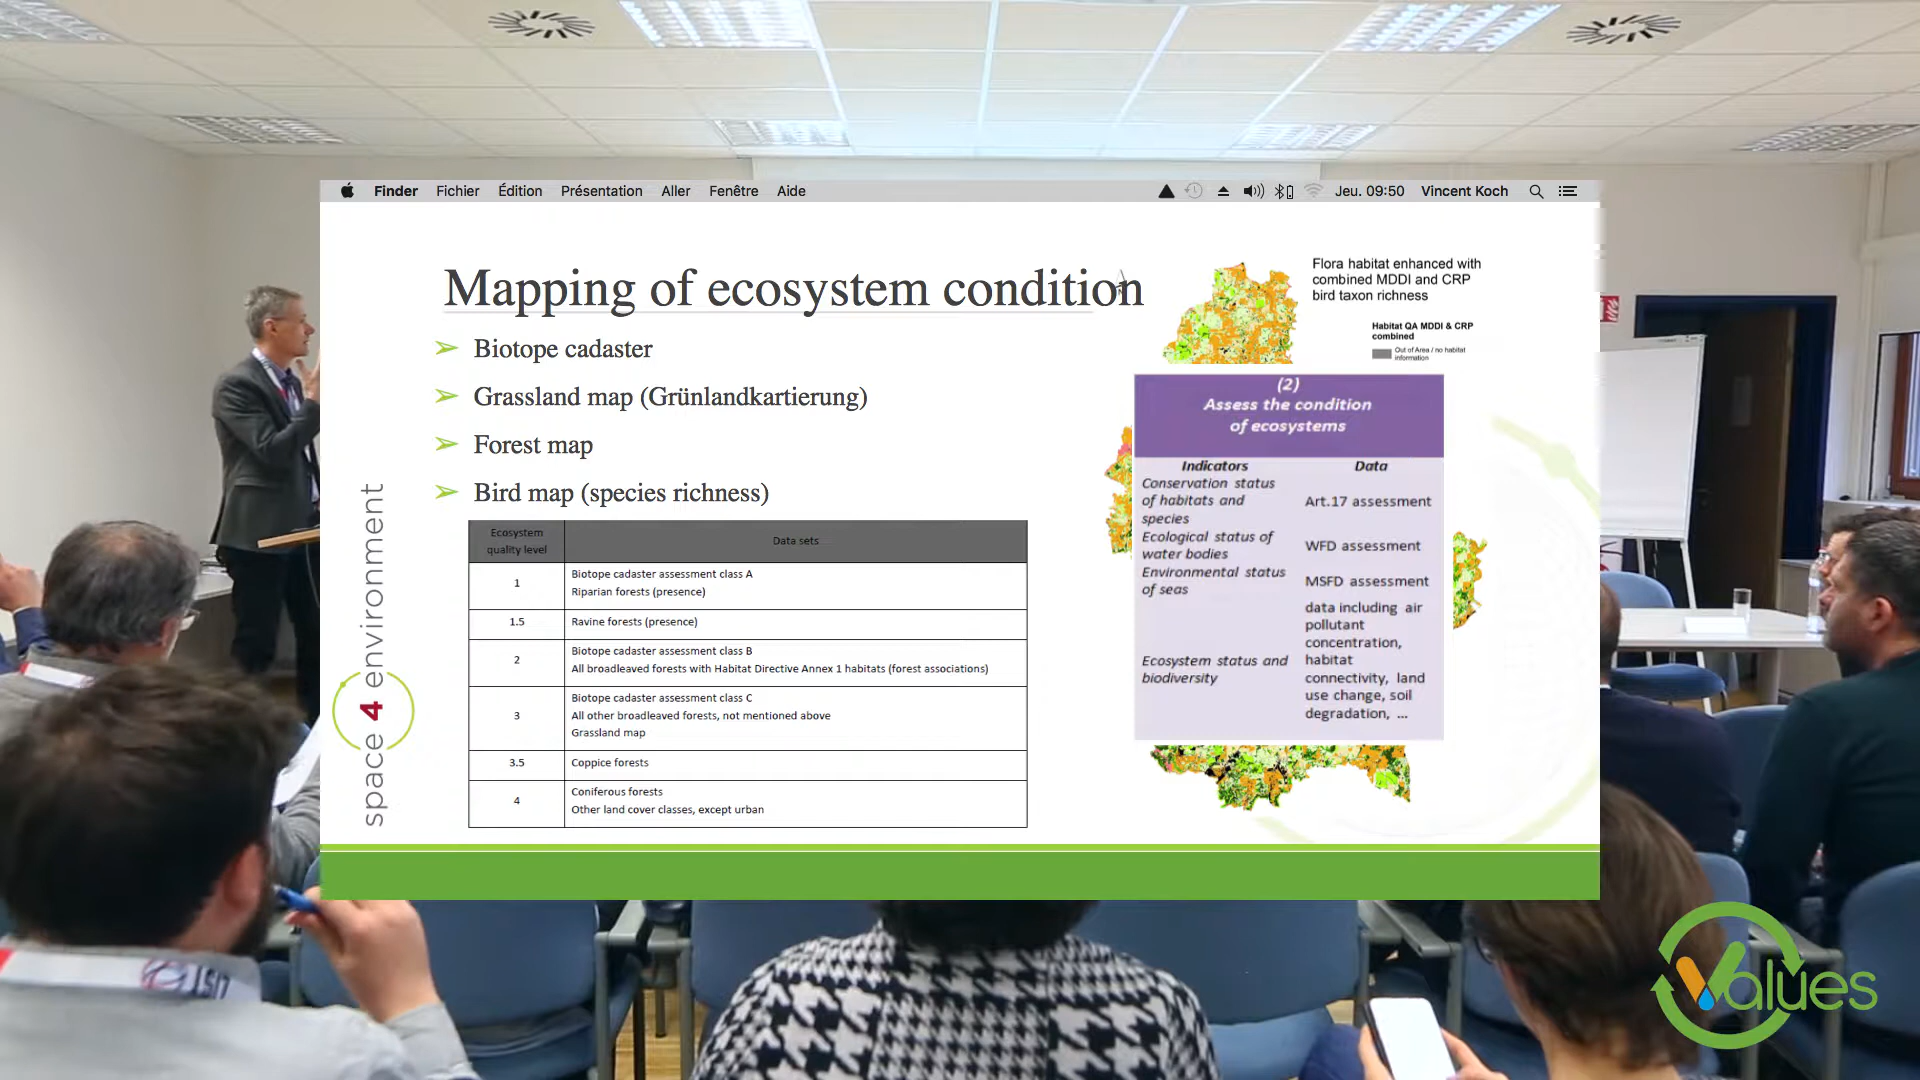 Finder Fichier Édition Présentation Aller Fenêtre Aide
Jeu. 09:50 Vincent Koch
Mapping of ecosystem condition
Biotope cadaster
Grassland map (Grünlandkartierung)
Forest map
Bird map (species richness)
Ecosystem quality level
Data sets
1
Biotope cadaster assessment class A
Riparian forests (presence)
1.5
Ravine forests (presence)
2
Biotope cadaster assessment class B
All broadleaved forests with Habitat Directive Annex 1 habitats (forest associations)
3
Biotope cadaster assessment class C
All other broadleaved forests, not mentioned above
Grassland map
3.5
Coppice forests
4
Coniferous forests
Other land cover classes, except urban
space 4 environment
Flora habitat enhanced with
combined MDDI and CRP
bird taxon richness
Habitat QA MDDI & CRP
combined
Out of Area / no habitat
information
(2)
Assess the condition
of ecosystems
Indicators
Data
Conservation status
of habitats and
species
Art.17 assessment
Ecological status of
water bodies
WFD assessment
Environmental status
of seas
MSFD assessment
Ecosystem status and
biodiversity
data including air
pollutant
concentration,
habitat
connectivity, land
use change, soil
degradation, ...
Values